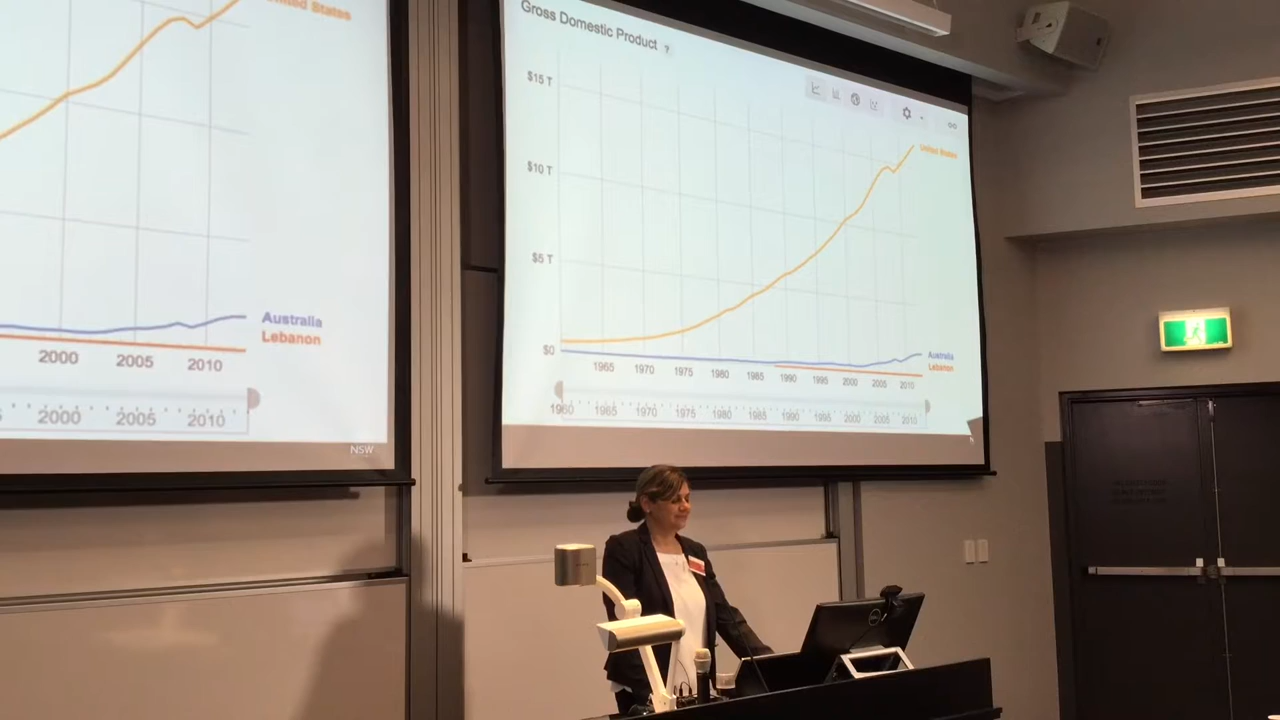 United States
Australia
Lebanon
2000 2005 2010
2000 2005 2010
NSW
Gross Domestic Product ?
$15 T
$10 T
$5 T
$0
United States
Australia
Lebanon
1965 1970 1975 1980 1985 1990 1995 2000 2005 2010
1960 1965 1970 1975 1980 1985 1990 1995 2000 2005 2010
DELL